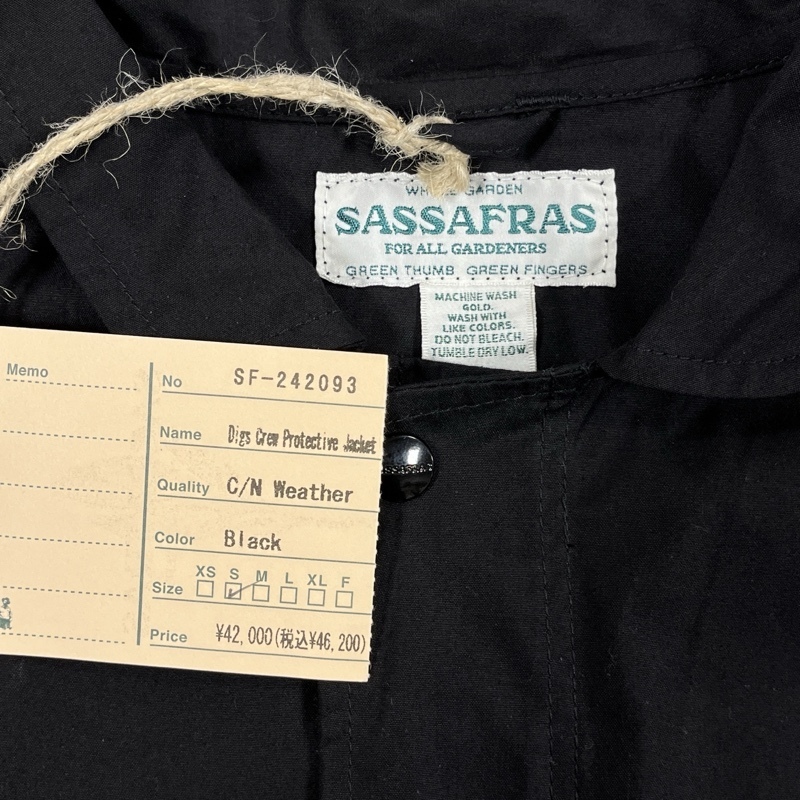 WHOLE GARDEN
SASSAFRAS
FOR ALL GARDENERS
GREEN THUMB GREEN FINGERS
MACHINE WASH
GOLD.
WASH WITH
LIKE COLORS.
DO NOT BLEACH.
TUMBLE DRY LOW.
Memo
No SF-242093
Name Digs Crew Protective Jacket
Quality C/N Weather
Color Black
XS S M L XL F
Size
Price ¥42,000(税込¥46,200)